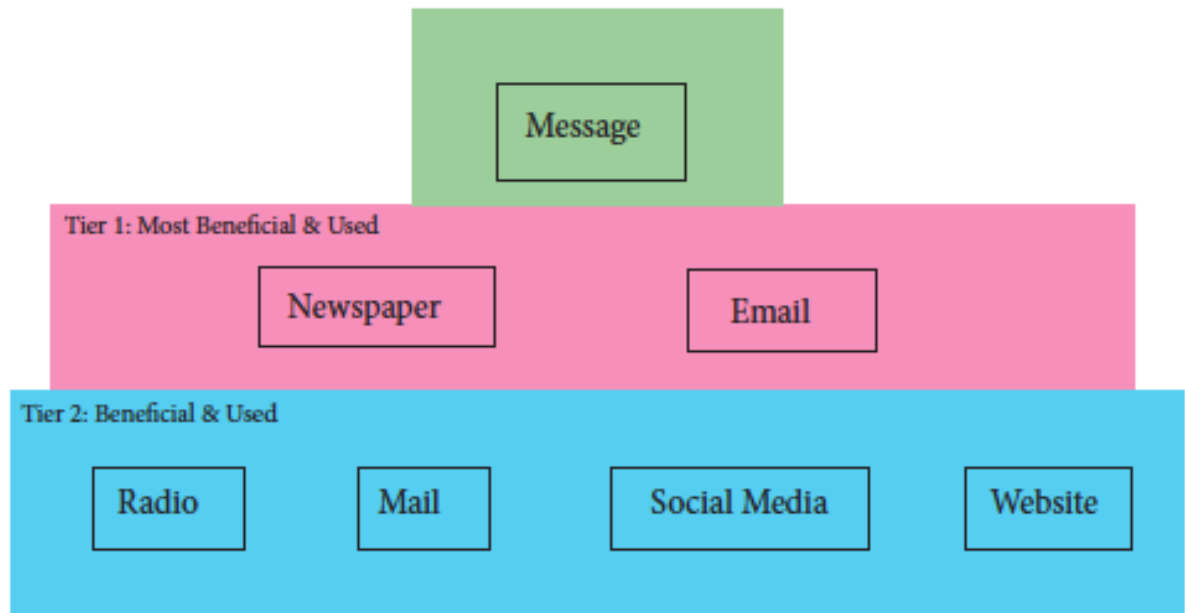 Message
Tier 1: Most Beneficial & Used
Newspaper
Email
Tier 2: Beneficial & Used
Radio
Mail
Social Media
Website